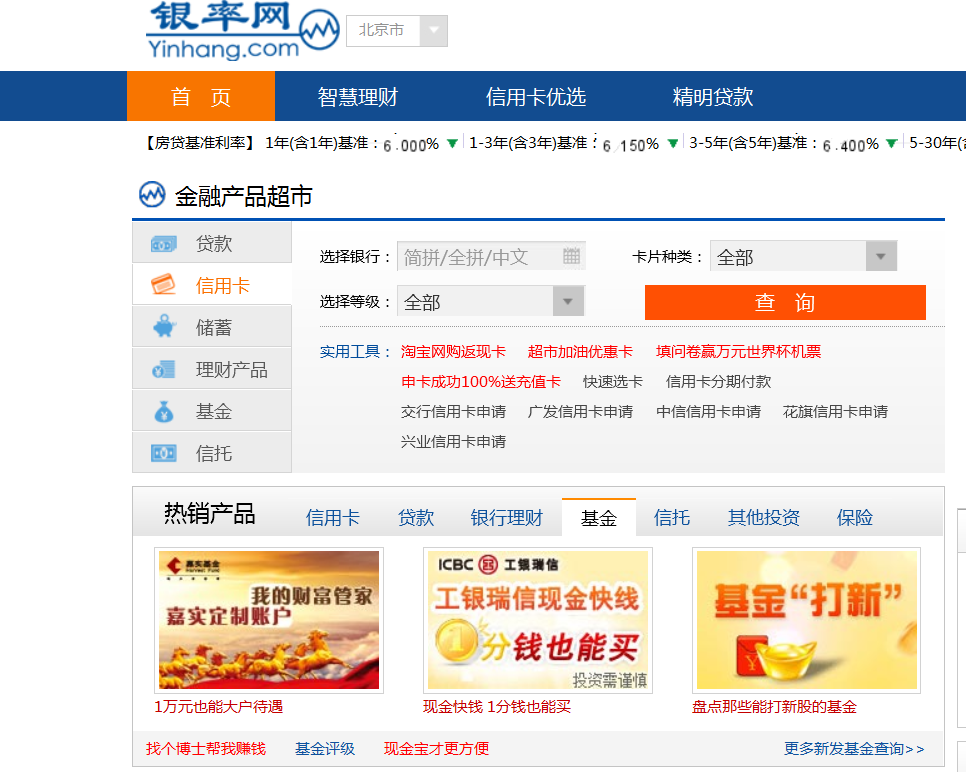 银率网
Yinhang.com
北京市
首 页 智慧理财 信用卡优选 精明贷款
【房贷基准利率】 1年(含1年)基准：6.000% 1-3年(含3年)基准：6.150% 3-5年(含5年)基准：6.400% 5-30年(
金融产品超市
贷款
信用卡
储蓄
理财产品
基金
信托
选择银行： 简拼/全拼/中文 卡片种类： 全部
选择等级： 全部 查 询
实用工具： 淘宝网购返现卡 超市加油优惠卡 填问卷赢万元世界杯机票
申卡成功100%送充值卡 快速选卡 信用卡分期付款
交行信用卡申请 广发信用卡申请 中信信用卡申请 花旗信用卡申请
兴业信用卡申请
热销产品 信用卡 贷款 银行理财 基金 信托 其他投资 保险
嘉实基金
Harvest Fund
我的财富管家
嘉实定制账户
ICBC 工银瑞信
工银瑞信现金快线
1分钱也能买
投资需谨慎
基金“打新”
1万元也能大户待遇 现金快钱 1分钱也能买 盘点那些能打新股的基金
找个博士帮我赚钱 基金评级 现金宝才更方便 更多新发基金查询>>